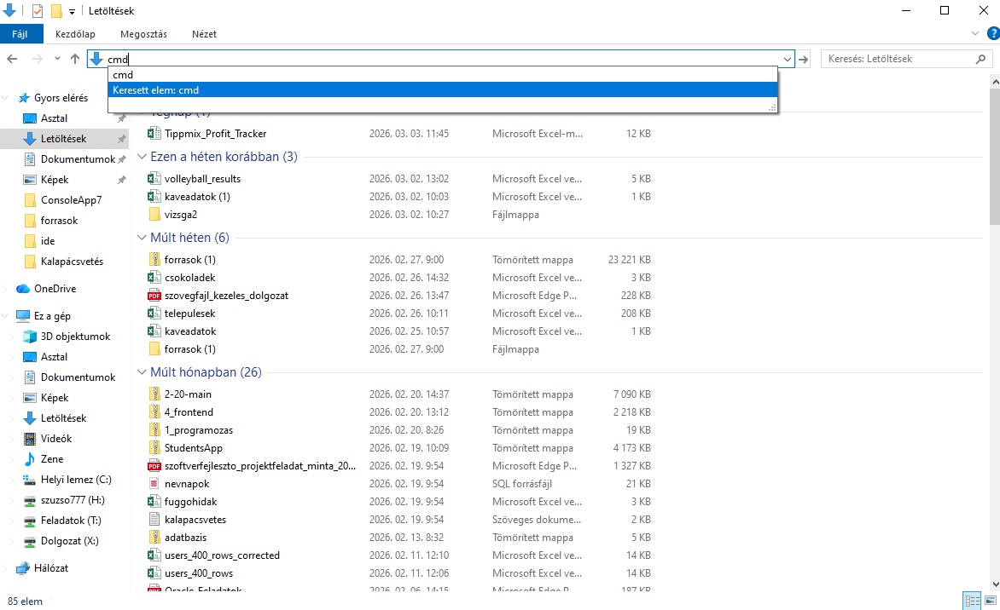 Letöltések
Fájl Kezdőlap Megosztás Nézet
cmd
Keresés: Letöltések
cmd
Keresett elem: cmd
Gyors elérés
Asztal
Letöltések
Dokumentumok
Képek
ConsoleApp7
forrasok
ide
Kalapácsvetés
OneDrive
Ez a gép
3D objektumok
Asztal
Dokumentumok
Képek
Letöltések
Videók
Zene
Helyi lemez (C:)
szuzso777 (H:)
Feladatok (T:)
Dolgozat (X:)
Hálózat
Tegnap (1)
Tippmix_Profit_Tracker 2026. 03. 03. 11:45 Microsoft Excel-m... 12 KB
Ezen a héten korábban (3)
volleyball_results 2026. 03. 02. 13:02 Microsoft Excel ve... 5 KB
kaveadatok (1) 2026. 03. 02. 10:03 Microsoft Excel ve... 1 KB
vizsga2 2026. 03. 02. 10:27 Fájlmappa
Múlt héten (6)
forrasok (1) 2026. 02. 27. 9:00 Tömörített mappa 23 221 KB
csokoladek 2026. 02. 26. 14:32 Microsoft Excel ve... 3 KB
szovegfajl_kezeles_dolgozat 2026. 02. 26. 13:47 Microsoft Edge P... 228 KB
telepulesek 2026. 02. 26. 10:11 Microsoft Excel ve... 208 KB
kaveadatok 2026. 02. 25. 10:57 Microsoft Excel ve... 1 KB
forrasok (1) 2026. 02. 27. 9:00 Fájlmappa
Múlt hónapban (26)
2-20-main 2026. 02. 20. 14:37 Tömörített mappa 7 090 KB
4_frontend 2026. 02. 20. 13:12 Tömörített mappa 2 218 KB
1_programozas 2026. 02. 20. 8:26 Tömörített mappa 19 KB
StudentsApp 2026. 02. 19. 10:09 Tömörített mappa 4 173 KB
szoftverfejleszto_projektfeladat_minta_20... 2026. 02. 19. 9:54 Microsoft Edge P... 1 327 KB
nevnapok 2026. 02. 19. 9:54 SQL forrásfájl 21 KB
fuggohidak 2026. 02. 19. 9:54 Microsoft Excel ve... 3 KB
kalapacsvetes 2026. 02. 19. 9:54 Szöveges dokume... 2 KB
adatbazis 2026. 02. 13. 8:32 Tömörített mappa 5 KB
users_400_rows_corrected 2026. 02. 11. 12:10 Microsoft Excel ve... 14 KB
users_400_rows 2026. 02. 11. 12:06 Microsoft Excel ve... 14 KB
Oracle_Feladatok 2026. 02. 06. 14:15 Microsoft Edge P... 187 KB
85 elem